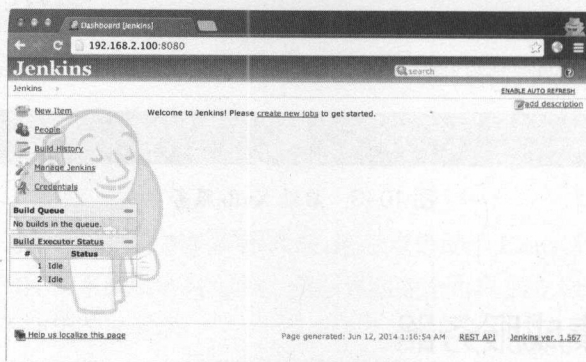 Dashboard [Jenkins]
192.168.2.100:8080
Jenkins
search
?
Jenkins
ENABLE AUTO REFRESH
add description
New Item
Welcome to Jenkins! Please create new jobs to get started.
People
Build History
Manage Jenkins
Credentials
Build Queue
No builds in the queue.
Build Executor Status
# Status
1 Idle
2 Idle
Help us localize this page
Page generated: Jun 12, 2014 1:16:54 AM
REST API
Jenkins ver. 1.567